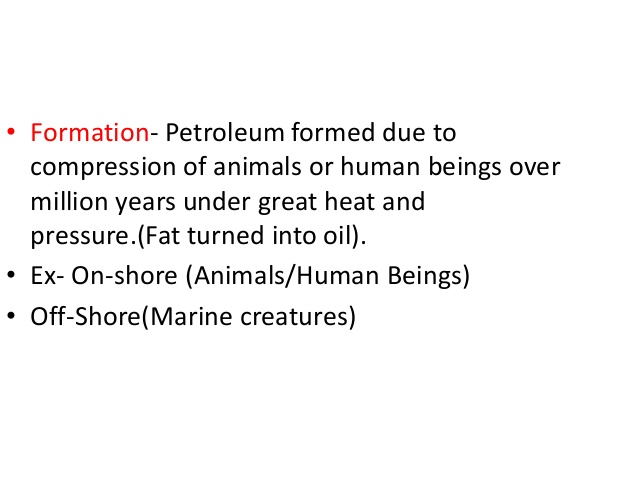 • Formation- Petroleum formed due to
compression of animals or human beings over
million years under great heat and
pressure.(Fat turned into oil).
• Ex- On-shore (Animals/Human Beings)
• Off-Shore(Marine creatures)